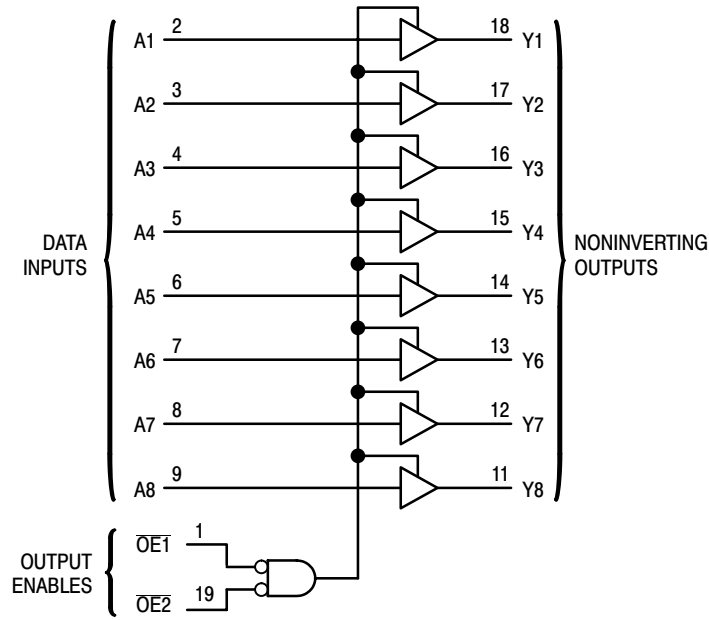 A1 2 18 Y1
A2 3 17 Y2
A3 4 16 Y3
A4 5 15 Y4
DATA
INPUTS
NONINVERTING
OUTPUTS
A5 6 14 Y5
A6 7 13 Y6
A7 8 12 Y7
A8 9 11 Y8
OUTPUT
ENABLES
O̅E̅1̅ 1
O̅E̅2̅ 19